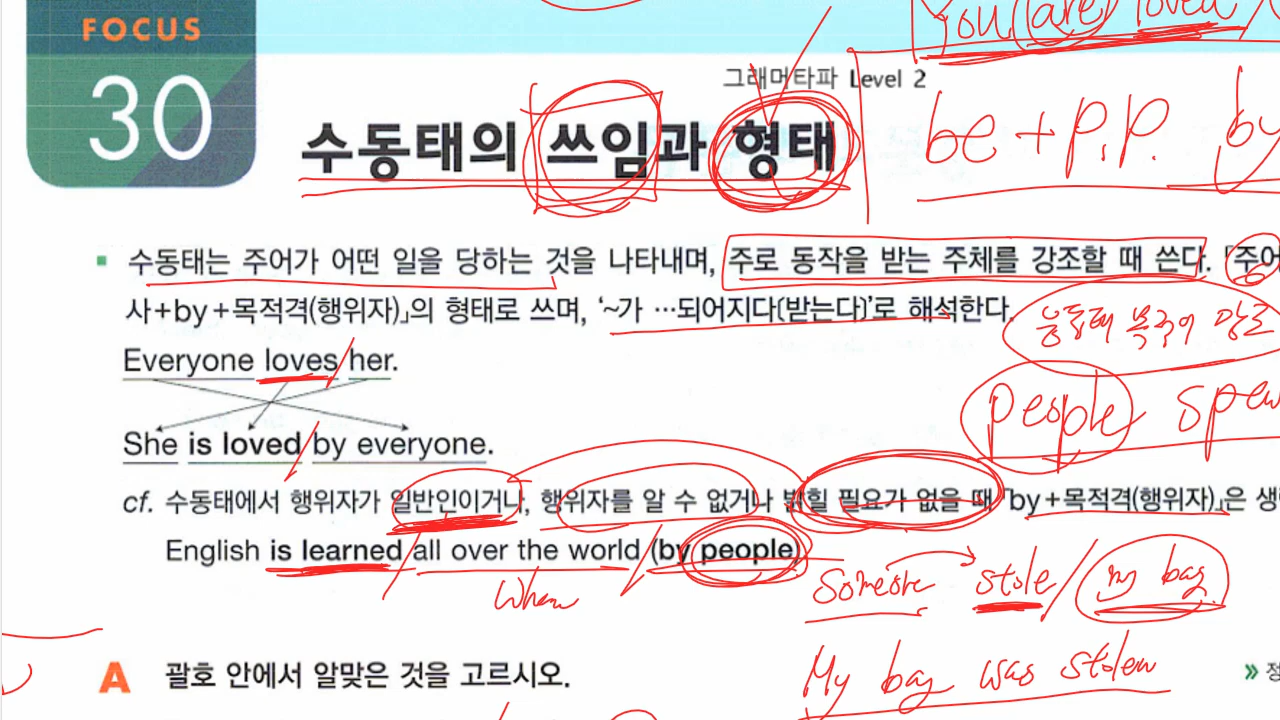 You are loved
FOCUS
30
그래머타파 Level 2
수동태의 쓰임과 형태
be + p.p. by
수동태는 주어가 어떤 일을 당하는 것을 나타내며, 주로 동작을 받는 주체를 강조할 때 쓴다. 「주어
사+by+목적격(행위자)」의 형태로 쓰며, ‘~가 …되어지다(받는다)’로 해석한다.
Everyone loves her.
people
She is loved by everyone.
cf. 수동태에서 행위자가 일반인이거나, 행위자를 알 수 없거나 밝힐 필요가 없을 때 「by+목적격(행위자)」은 생
English is learned all over the world (by people)
Someone stole my bag
My bag was stolen
A 괄호 안에서 알맞은 것을 고르시오.
» 정